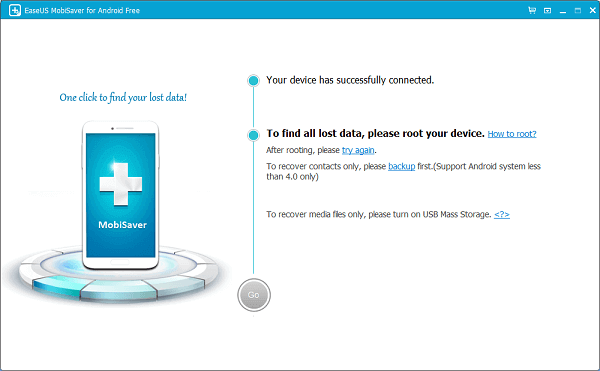 EaseUS MobiSaver for Android Free
One click to find your lost data!
MobiSaver
Your device has successfully connected.
To find all lost data, please root your device. How to root?
After rooting, please try again.
To recover contacts only, please backup first.(Support Android system less
than 4.0 only)
To recover media files only, please turn on USB Mass Storage. <?>
Go